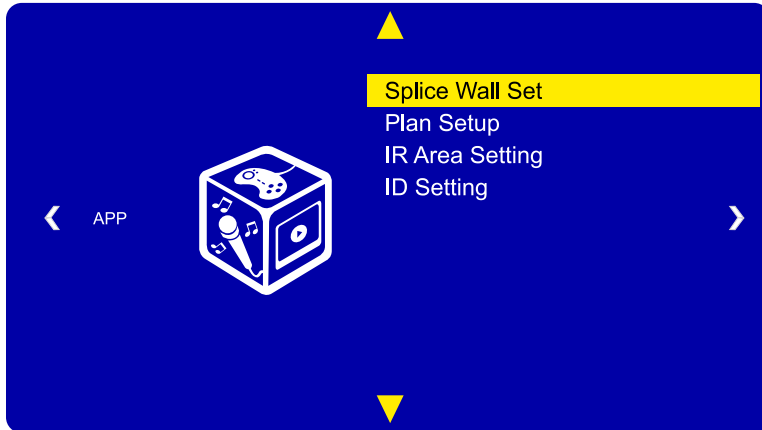 Splice Wall Set
Plan Setup
IR Area Setting
ID Setting
APP